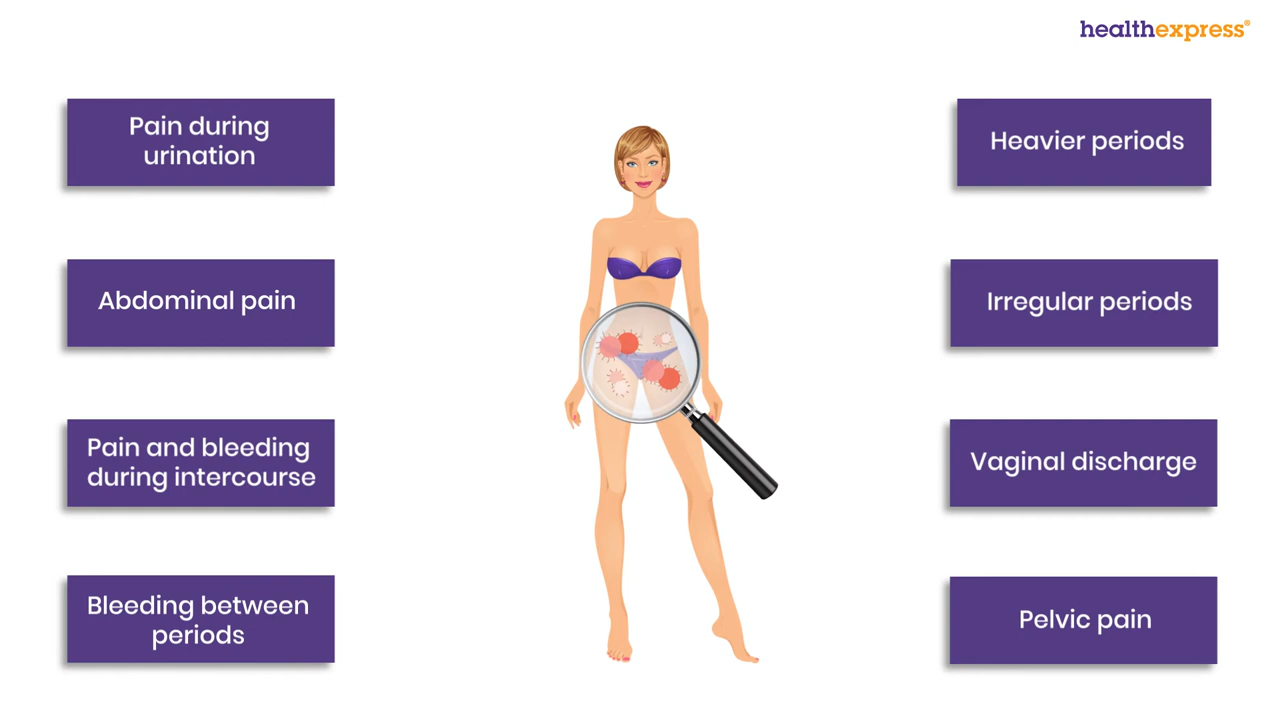 healthexpress®
Pain during
urination
Abdominal pain
Pain and bleeding
during intercourse
Bleeding between
periods
Heavier periods
Irregular periods
Vaginal discharge
Pelvic pain